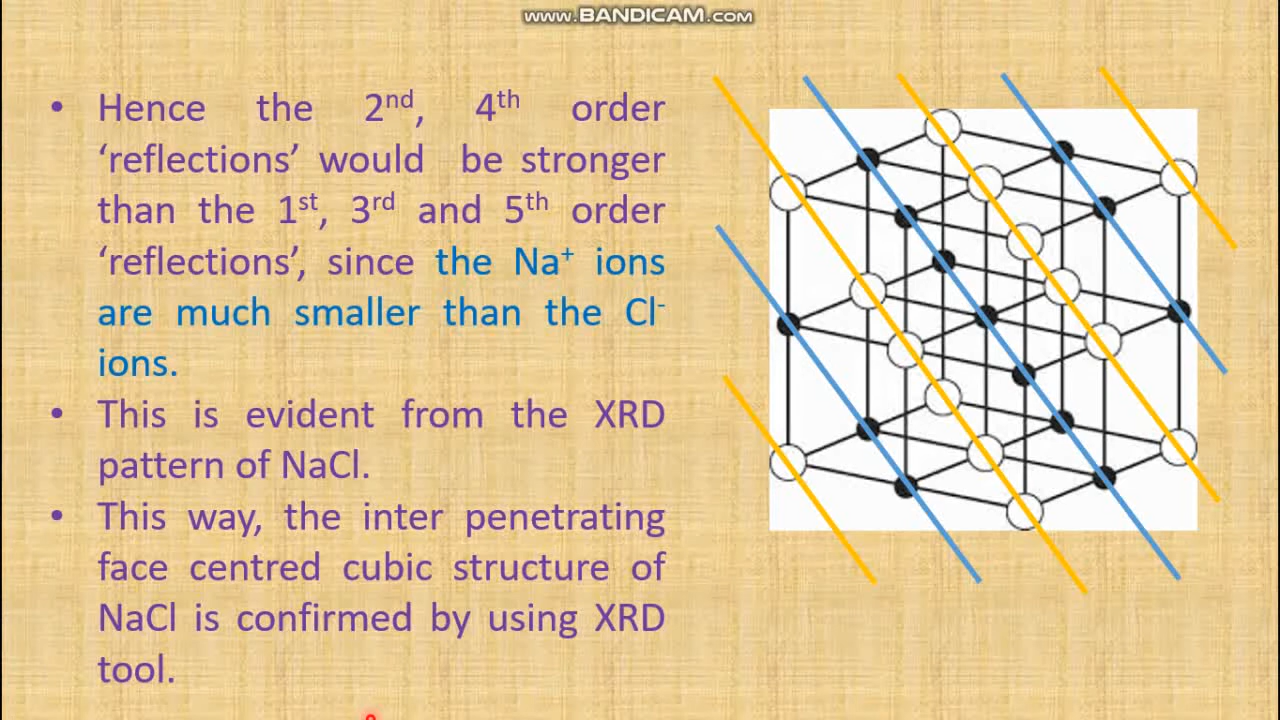 www.BANDICAM.com
• Hence the 2nd, 4th order
‘reflections’ would be stronger
than the 1st, 3rd and 5th order
‘reflections’, since the Na+ ions
are much smaller than the Cl-
ions.
• This is evident from the XRD
pattern of NaCl.
• This way, the inter penetrating
face centred cubic structure of
NaCl is confirmed by using XRD
tool.